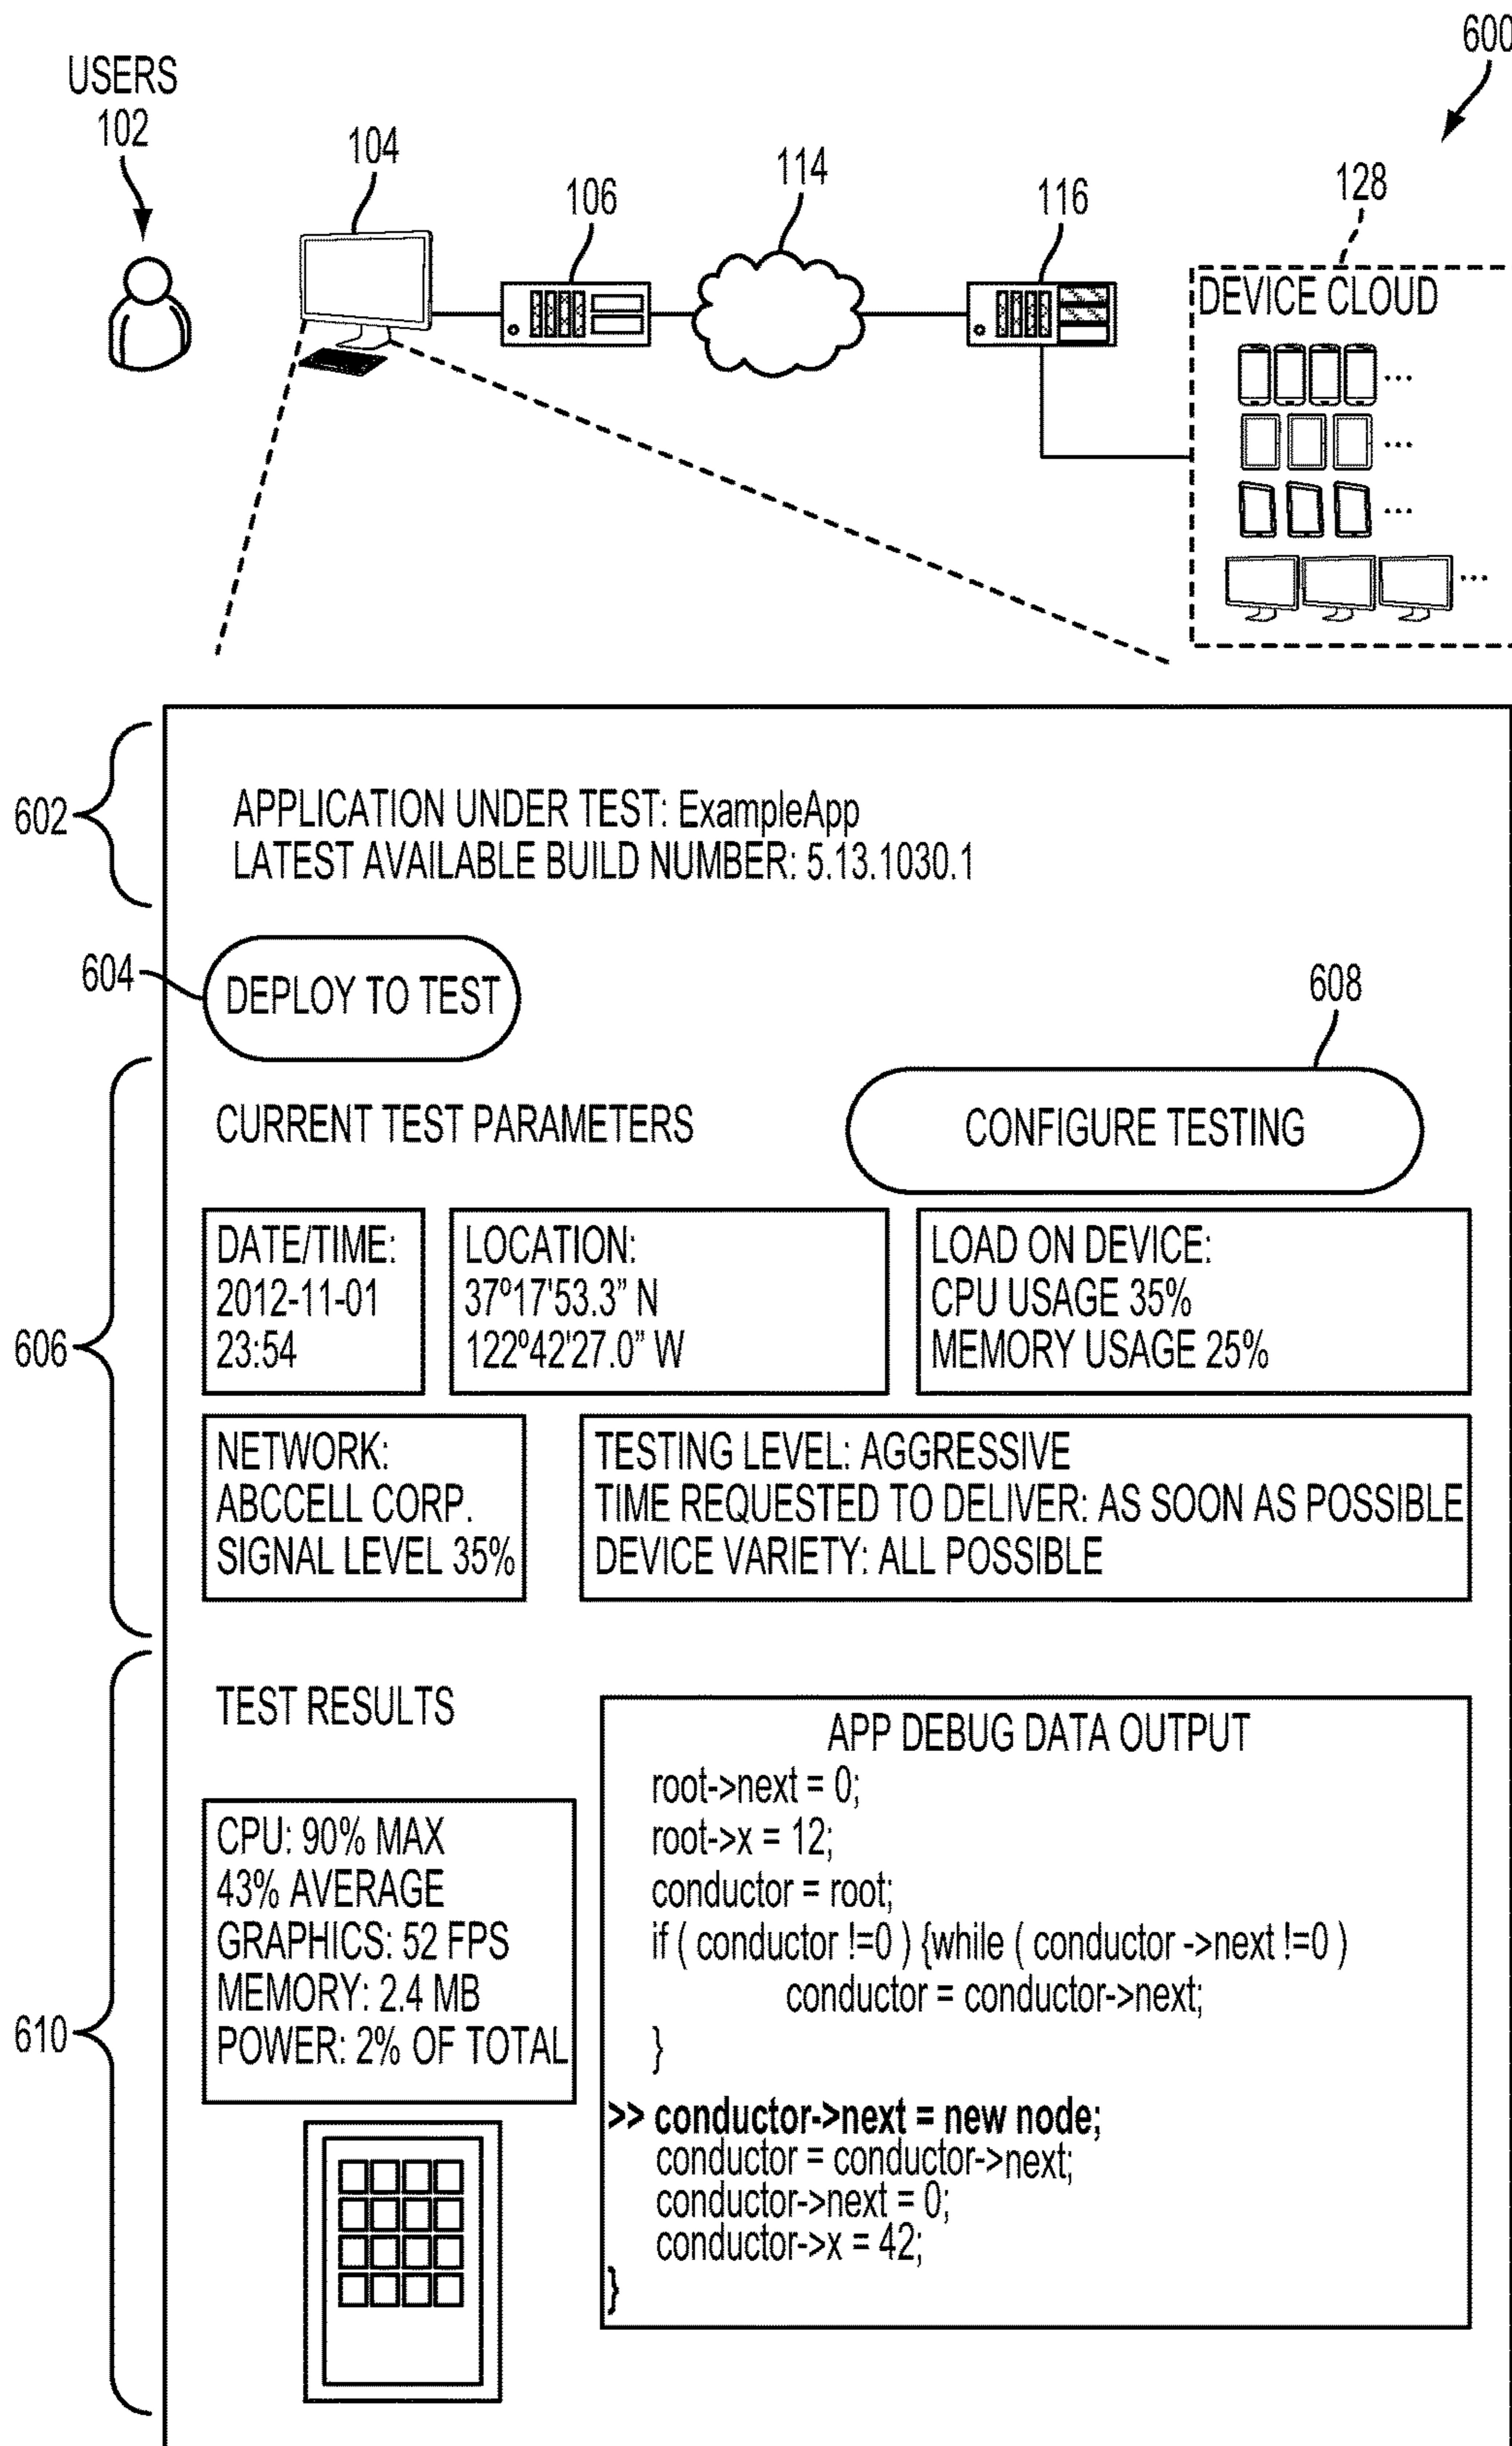 600
USERS
102
104
106
114
116
128
DEVICE CLOUD
...
...
...
...
602
APPLICATION UNDER TEST: ExampleApp
LATEST AVAILABLE BUILD NUMBER: 5.13.1030.1
604
DEPLOY TO TEST
608
CURRENT TEST PARAMETERS
CONFIGURE TESTING
606
DATE/TIME:
2012-11-01
23:54
LOCATION:
37º17'53.3” N
122º42'27.0” W
LOAD ON DEVICE:
CPU USAGE 35%
MEMORY USAGE 25%
NETWORK:
ABCCELL CORP.
SIGNAL LEVEL 35%
TESTING LEVEL: AGGRESSIVE
TIME REQUESTED TO DELIVER: AS SOON AS POSSIBLE
DEVICE VARIETY: ALL POSSIBLE
610
TEST RESULTS
CPU: 90% MAX
43% AVERAGE
GRAPHICS: 52 FPS
MEMORY: 2.4 MB
POWER: 2% OF TOTAL
APP DEBUG DATA OUTPUT
root->next = 0;
root->x = 12;
conductor = root;
if ( conductor !=0 ) {while ( conductor ->next !=0 )
conductor = conductor->next;
}
>> conductor->next = new node;
conductor = conductor->next;
conductor->next = 0;
conductor->x = 42;
}